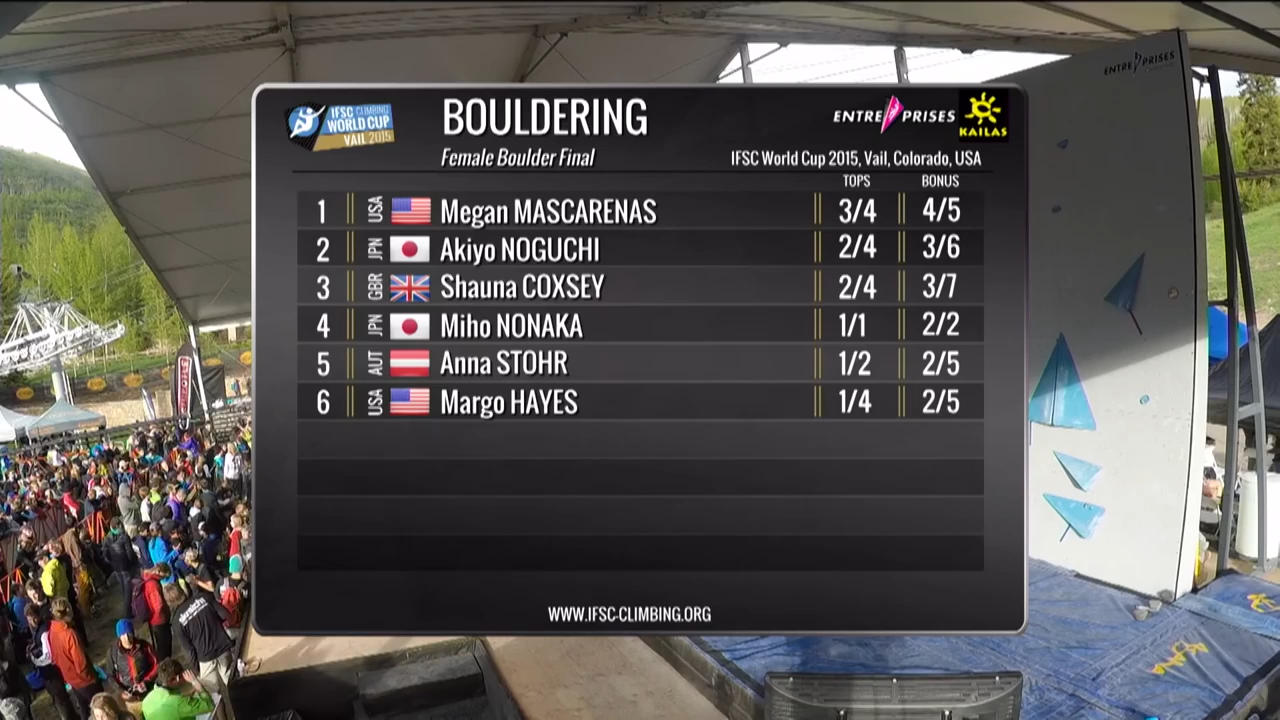 ENTRE PRISES
IFSC CLIMBING
WORLD CUP
VAIL 2015
BOULDERING
ENTRE PRISES
KAILAS
Female Boulder Final
IFSC World Cup 2015, Vail, Colorado, USA
TOPS BONUS
1 USA Megan MASCARENAS 3/4 4/5
2 JPN Akiyo NOGUCHI 2/4 3/6
3 GBR Shauna COXSEY 2/4 3/7
4 JPN Miho NONAKA 1/1 2/2
5 AUT Anna STOHR 1/2 2/5
6 USA Margo HAYES 1/4 2/5
WWW.IFSC-CLIMBING.ORG